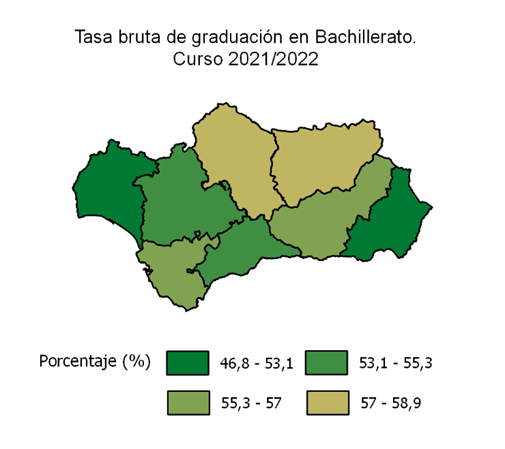 Tasa bruta de graduación en Bachillerato.
Curso 2021/2022
Porcentaje (%)
46,8 - 53,1
53,1 - 55,3
55,3 - 57
57 - 58,9